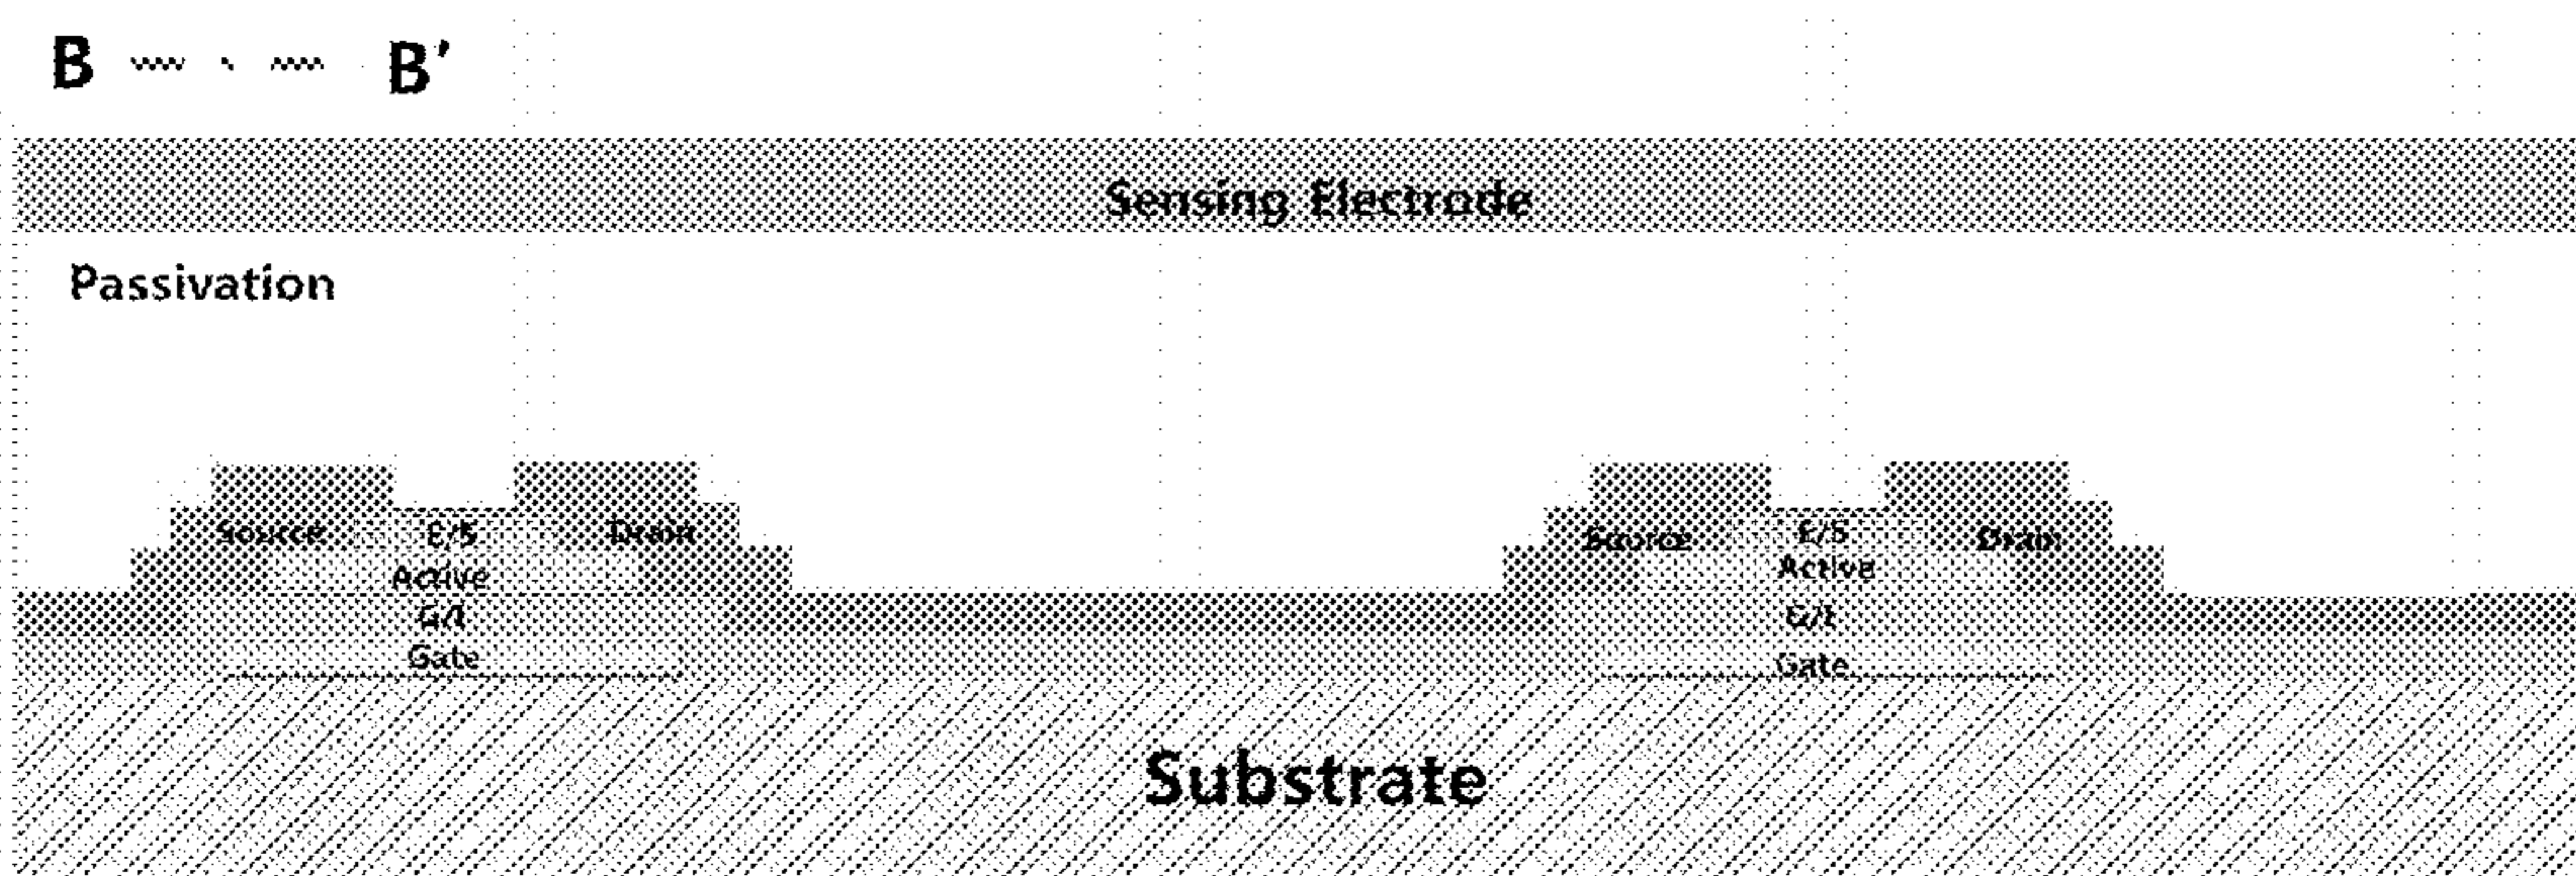 B B'
Sensing Electrode
Passivation
Source E/S Drain
Active
G/I
Gate
Source E/S Drain
Active
G/I
Gate
Substrate